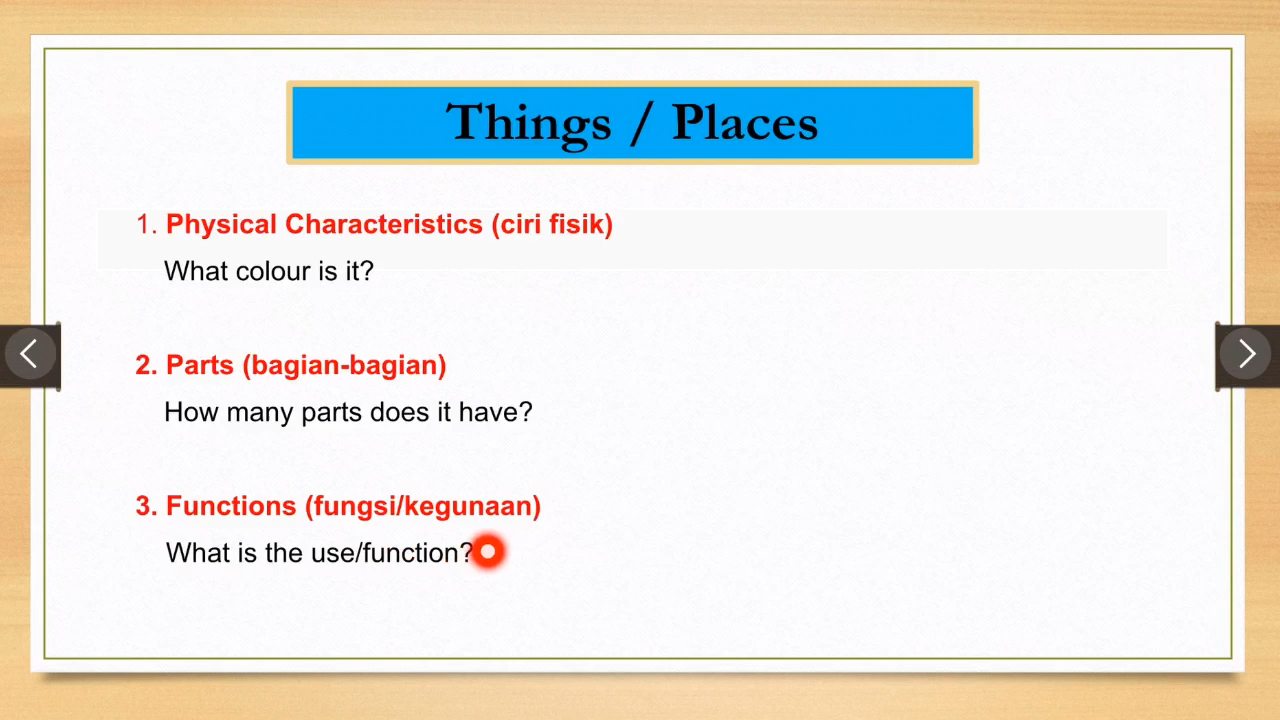 Things / Places
1. Physical Characteristics (ciri fisik)
What colour is it?
2. Parts (bagian-bagian)
How many parts does it have?
3. Functions (fungsi/kegunaan)
What is the use/function?